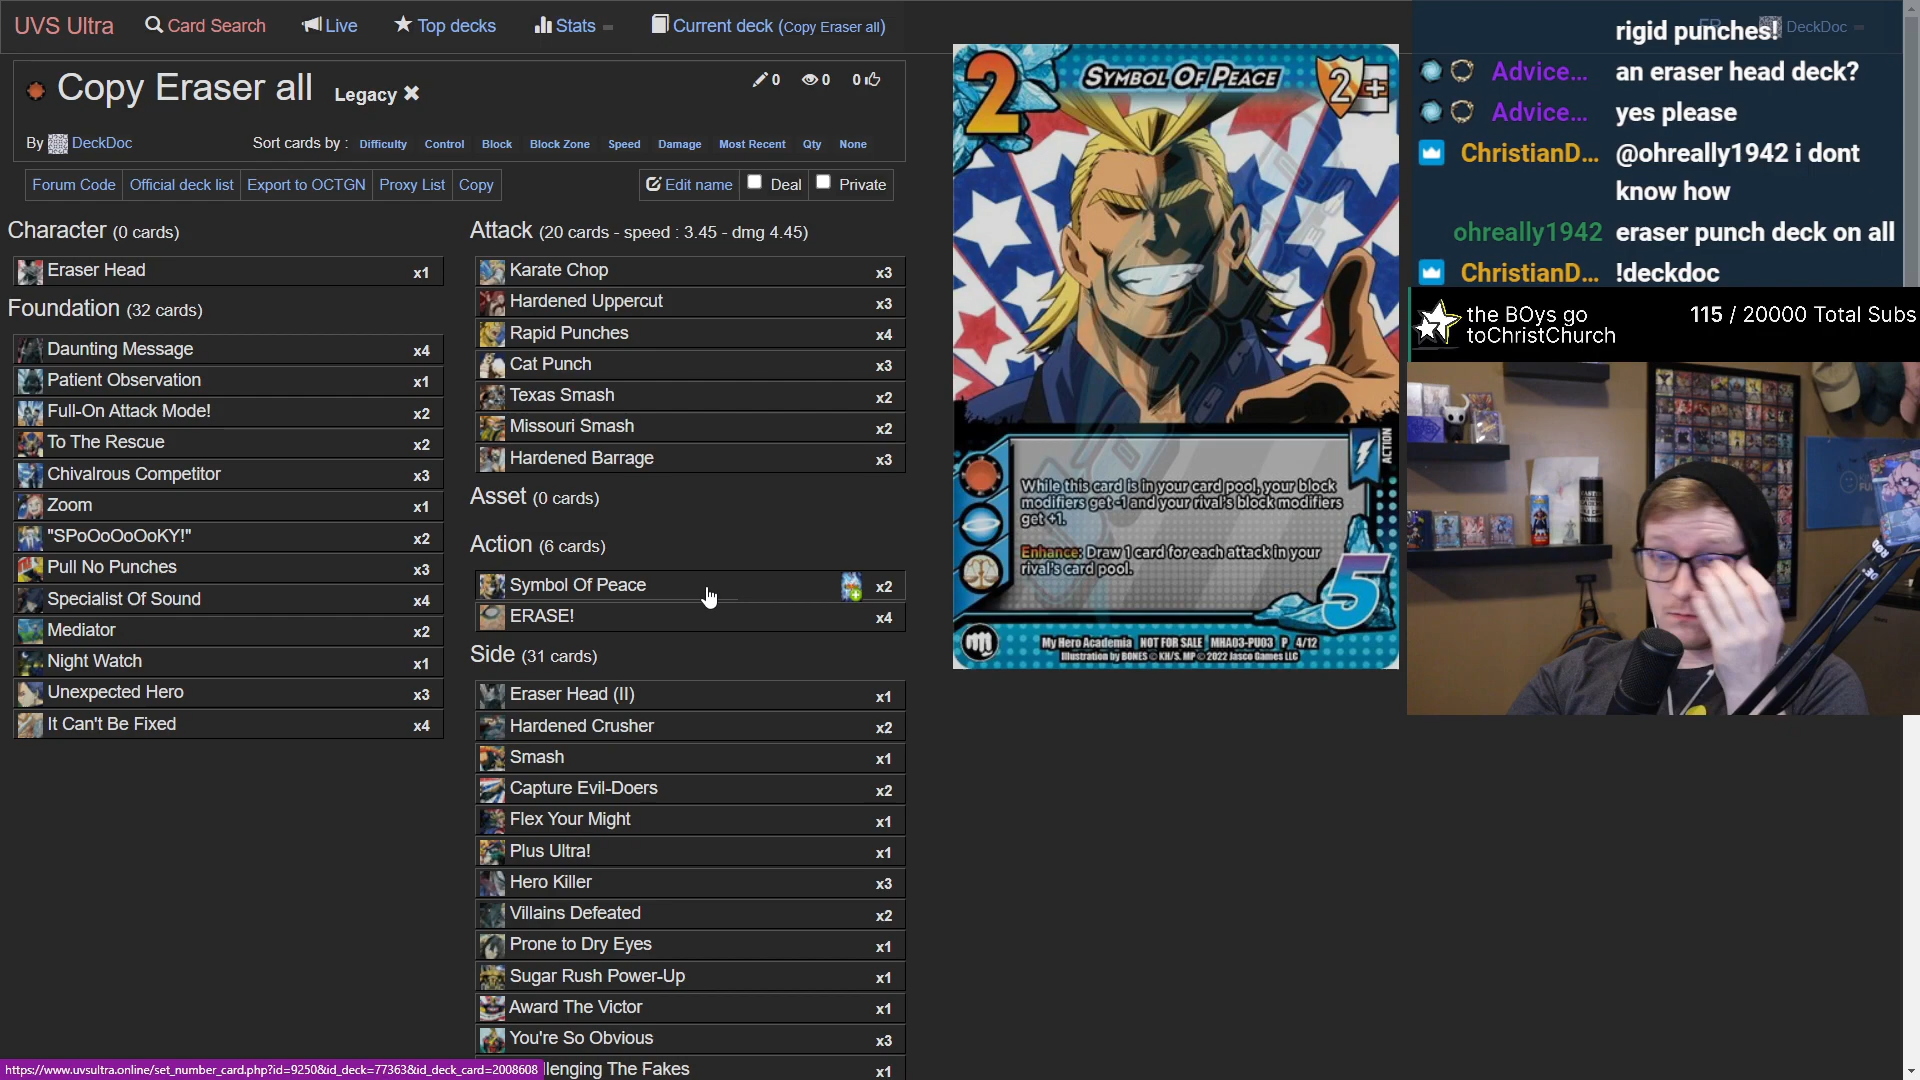 UVS Ultra
Card Search
Live
Top decks
Stats
Current deck (Copy Eraser all)
Copy Eraser all
Legacy
0
0
0
By DeckDoc
Sort cards by :
Difficulty
Control
Block
Block Zone
Speed
Damage
Most Recent
Qty
None
Forum Code
Official deck list
Export to OCTGN
Proxy List
Copy
Edit name
Deal
Private
Character (0 cards)
Eraser Head x1
Foundation (32 cards)
Daunting Message x4
Patient Observation x1
Full-On Attack Mode! x2
To The Rescue x2
Chivalrous Competitor x3
Zoom x1
"SPoOoOoOoKY!" x2
Pull No Punches x3
Specialist Of Sound x4
Mediator x2
Night Watch x1
Unexpected Hero x3
It Can't Be Fixed x4
Attack (20 cards - speed : 3.45 - dmg 4.45)
Karate Chop x3
Hardened Uppercut x3
Rapid Punches x4
Cat Punch x3
Texas Smash x2
Missouri Smash x2
Hardened Barrage x3
Asset (0 cards)
Action (6 cards)
Symbol Of Peace x2
ERASE! x4
Side (31 cards)
Eraser Head (II) x1
Hardened Crusher x2
Smash x1
Capture Evil-Doers x2
Flex Your Might x1
Plus Ultra! x1
Hero Killer x3
Villains Defeated x2
Prone to Dry Eyes x1
Sugar Rush Power-Up x1
Award The Victor x1
You're So Obvious x3
lenging The Fakes x1
https://www.uvsultra.online/set_number_card.php?id=9250&id_deck=77363&id_deck_card=2008608
2
SYMBOL OF PEACE
2+
ACTION
While this card is in your card pool, your block
modifiers get -1 and your rival's block modifiers
get +1.
Enhance: Draw 1 card for each attack in your
rival's card pool.
5
My Hero Academia NOT FOR SALE MHA03-PU03 P 4/12
Illustration by BONES © KH/S, MP © 2022 Jasco Games LLC
FR
DeckDoc
rigid punches!
Advice... an eraser head deck?
Advice... yes please
ChristianD... @ohreally1942 i dont
know how
ohreally1942 eraser punch deck on all
ChristianD... !deckdoc
the BOys go
toChristChurch
115 / 20000 Total Subs